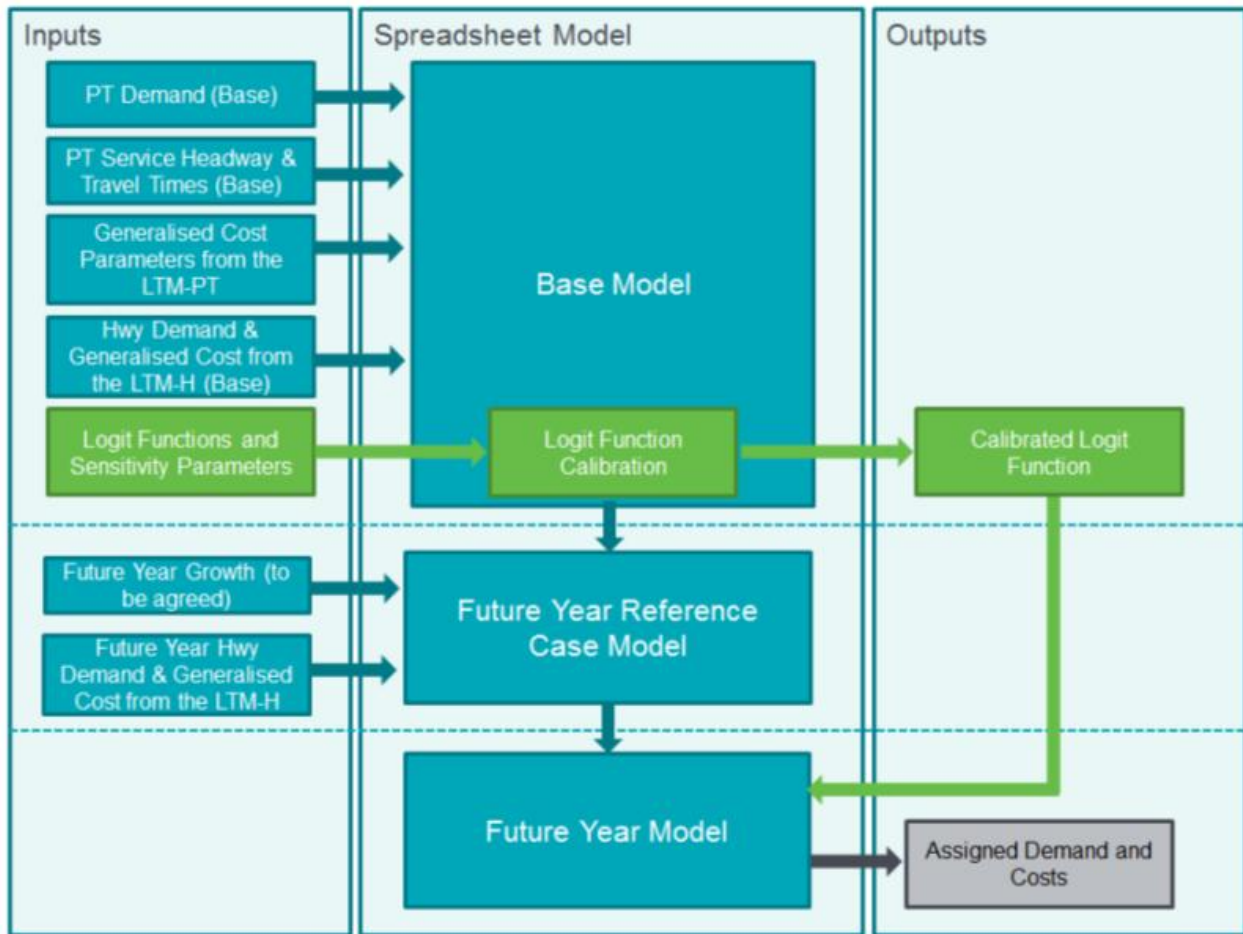 Inputs
Spreadsheet Model
Outputs
PT Demand (Base)
PT Service Headway &
Travel Times (Base)
Generalised Cost
Parameters from the
LTM-PT
Hwy Demand &
Generalised Cost from
the LTM-H (Base)
Base Model
Logit Functions and
Sensitivity Parameters
Logit Function
Calibration
Calibrated Logit
Function
Future Year Growth (to
be agreed)
Future Year Hwy
Demand & Generalised
Cost from the LTM-H
Future Year Reference
Case Model
Future Year Model
Assigned Demand and
Costs